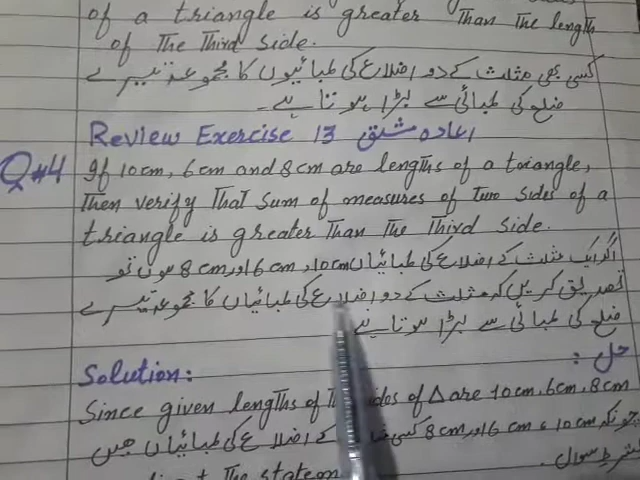 of a triangle is greater Than the length
of The Third side.
کسی بھی مثلث کے دو اضلاع کی لمبائیوں کا مجموعہ تیسرے
ضلع کی لمبائی سے بڑا ہوتا ہے۔
Review Exercise 13 اعادہ مشق
Q#4 If 10cm, 6cm and 8cm are lengths of a triangle,
Then verify That sum of measures of two sides of a
triangle is greater Than The Third side.
اگر ایک مثلث کے اضلاع کی لمبائیاں 10cm، 6cm اور 8cm ہوں تو
تصدیق کریں کہ مثلث کے دو اضلاع کی لمبائیاں کا مجموعہ تیسرے
ضلع کی لمبائی سے بڑا ہوتا ہے
حل:
Solution:
Since given lengths of sides of Δ are 10cm, 6cm, 8cm
چونکہ 10cm، 6cm اور 8cm کسی کے اضلاع کی لمبائیاں ہیں
The statem
سوال۔